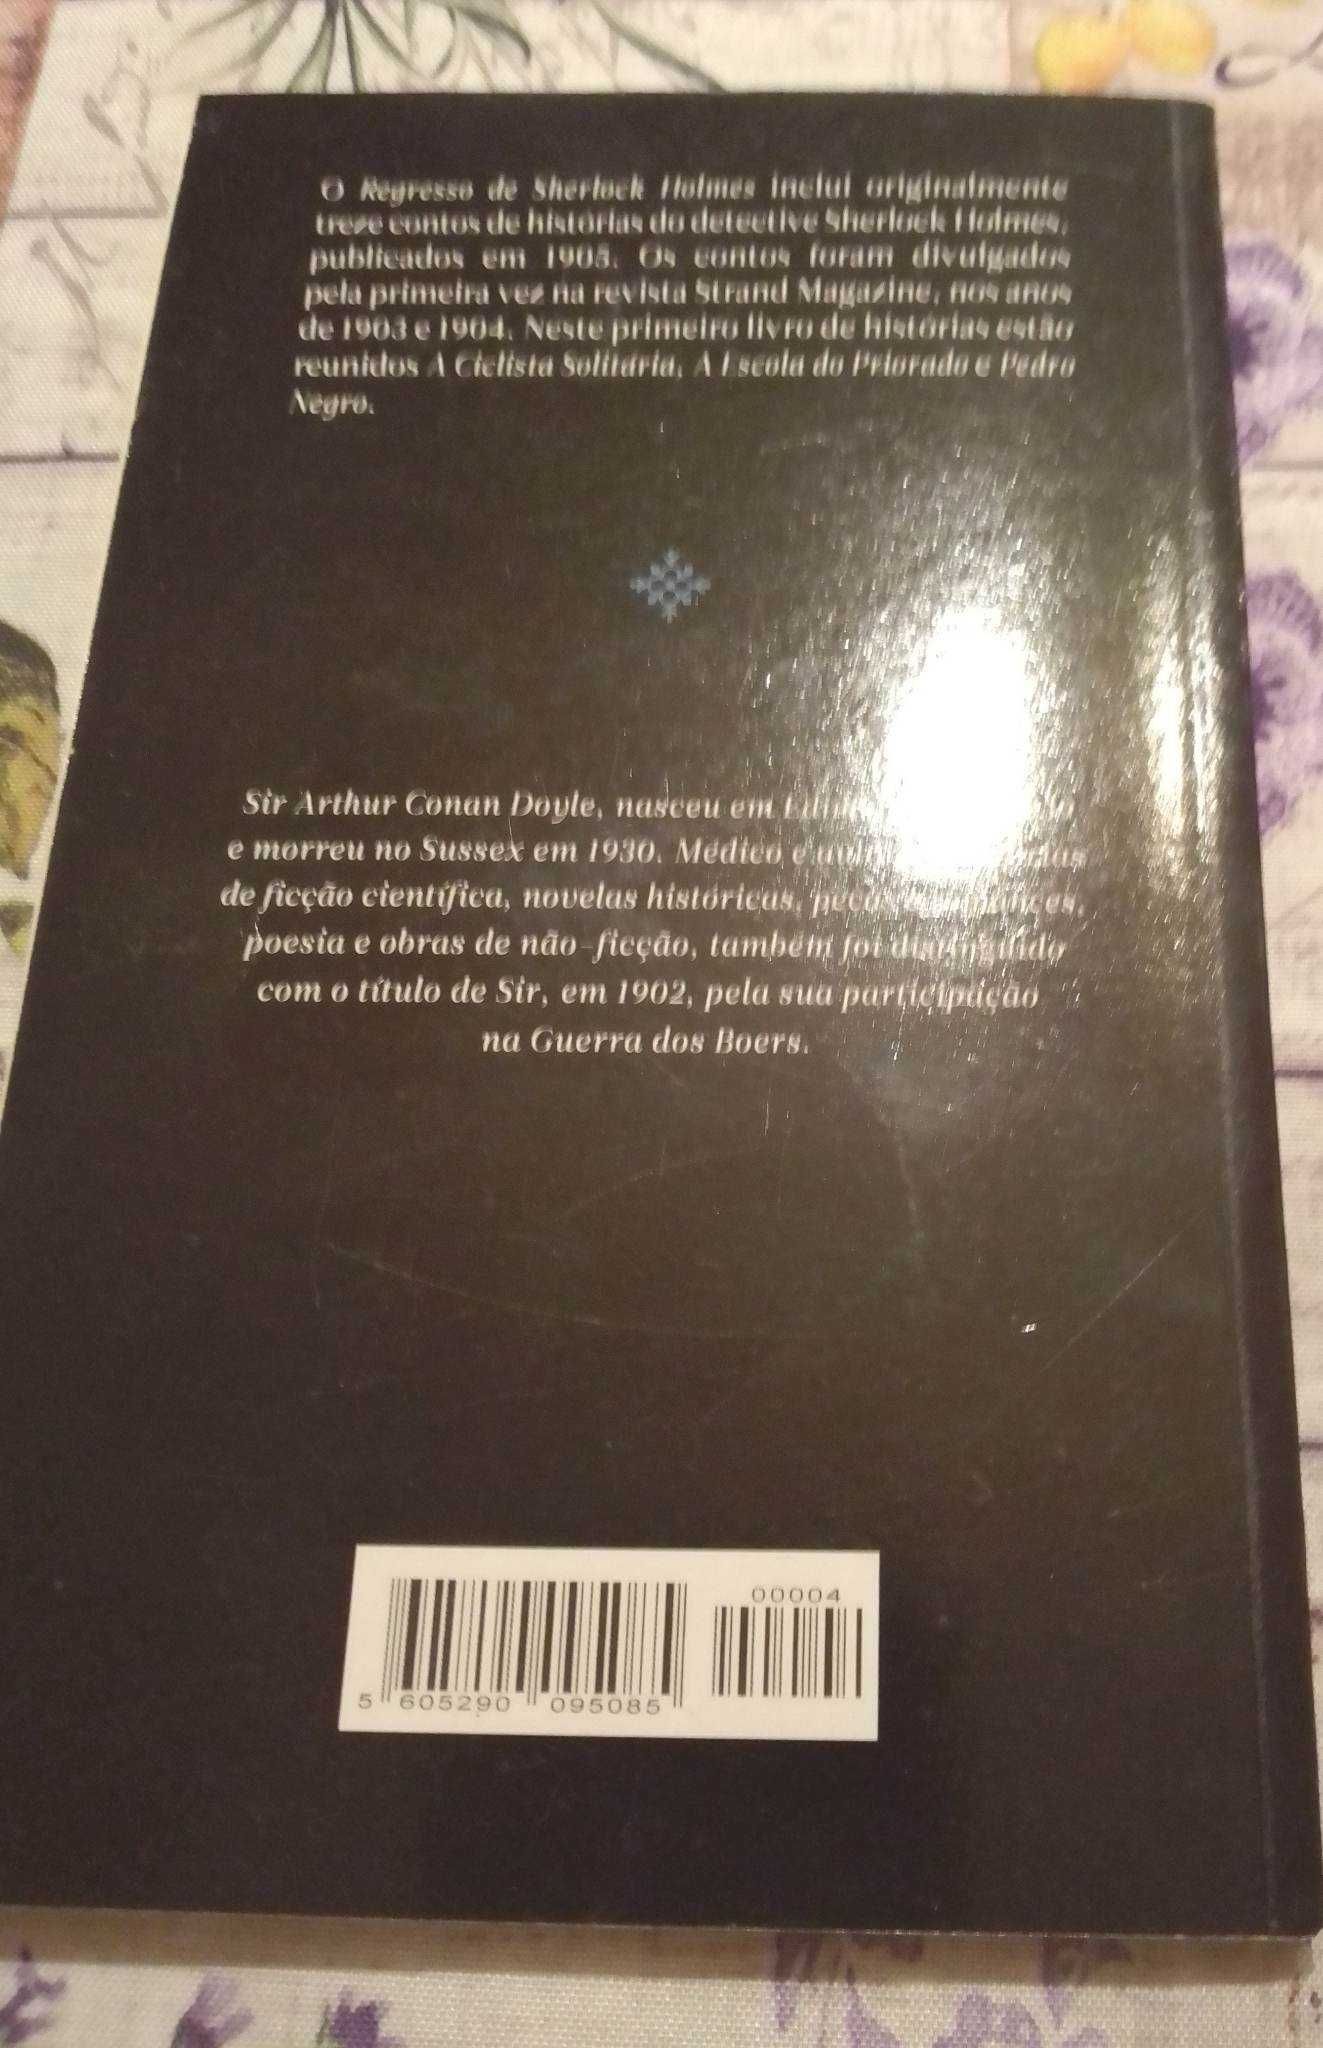 O Regresso de Sherlock Holmes inclui originalmente
treze contos de histórias do detective Sherlock Holmes,
publicados em 1905. Os contos foram divulgados
pela primeira vez na revista Strand Magazine, nos anos
de 1903 e 1904. Neste primeiro livro de histórias estão
reunidos A Ciclista Solitária, A Escola do Priorado e Pedro
Negro.
Sir Arthur Conan Doyle, nasceu em
e morreu no Sussex em 1930. Médico e
de ficção científica, novelas históricas,
poesia e obras de não-ficção, também foi distinguido
com o título de Sir, em 1902, pela sua participação
na Guerra dos Boers.
00004
5 605290 095085